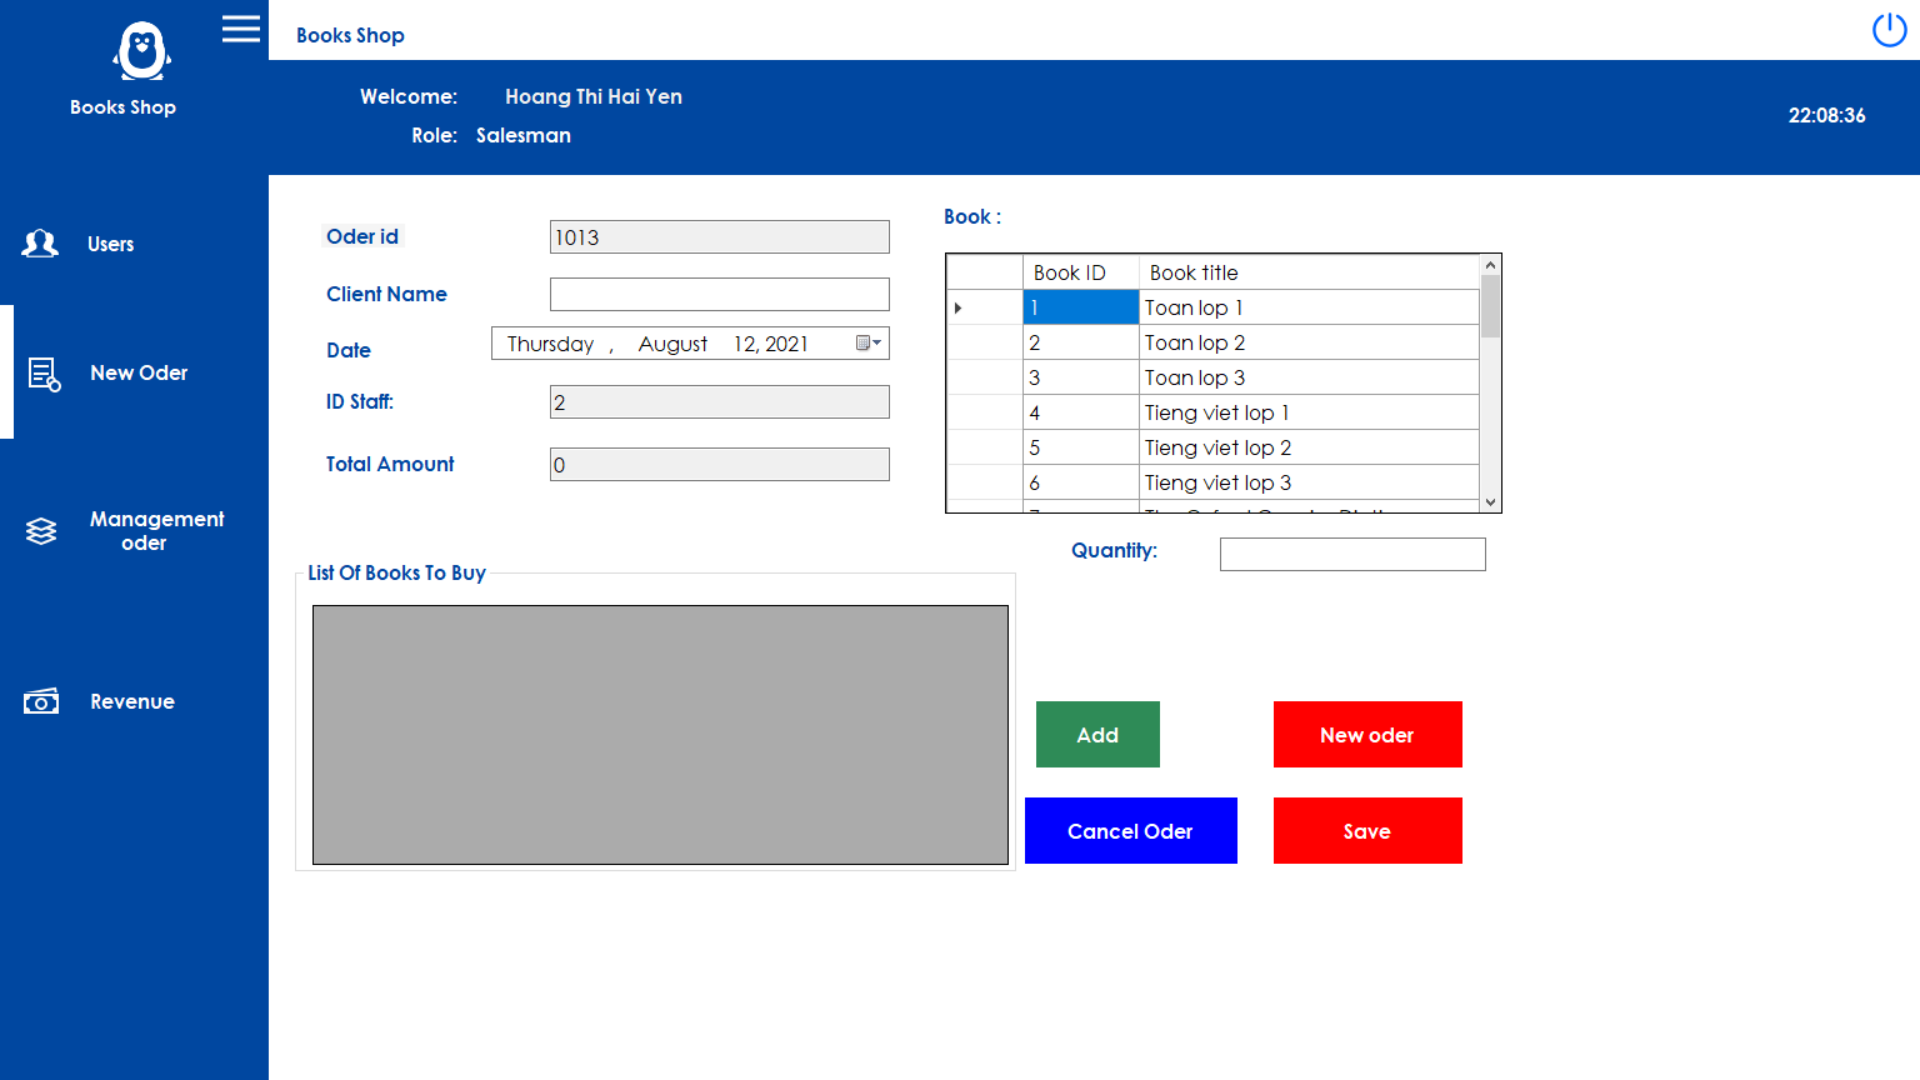 Books Shop
Books Shop
Welcome: Hoang Thi Hai Yen
Role: Salesman
22:08:36
Users
New Oder
Management
oder
Revenue
Oder id 1013
Client Name
Date Thursday , August 12, 2021
ID Staff: 2
Total Amount 0
Book :
Book ID Book title
1 Toan lop 1
2 Toan lop 2
3 Toan lop 3
4 Tieng viet lop 1
5 Tieng viet lop 2
6 Tieng viet lop 3
Quantity:
List Of Books To Buy
Add
New oder
Cancel Oder
Save